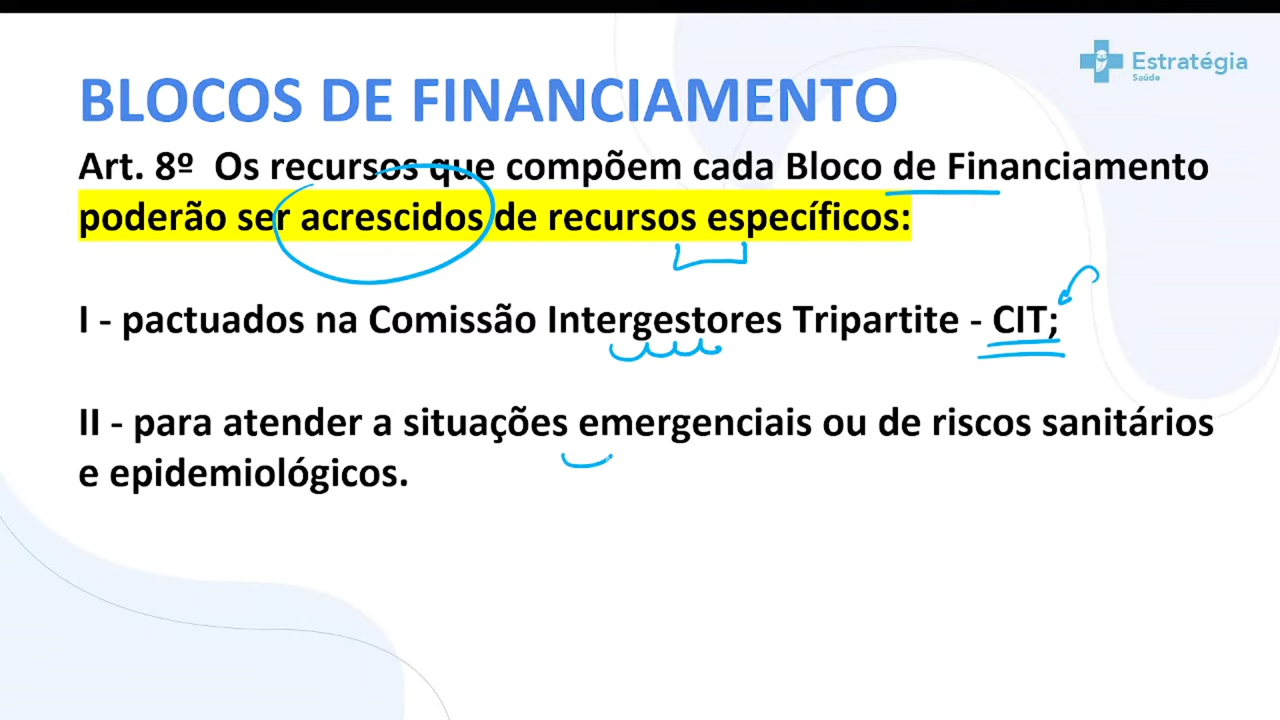 Estratégia
Saúde
BLOCOS DE FINANCIAMENTO
Art. 8º Os recursos que compõem cada Bloco de Financiamento
poderão ser acrescidos de recursos específicos:
I - pactuados na Comissão Intergestores Tripartite - CIT;
II - para atender a situações emergenciais ou de riscos sanitários
e epidemiológicos.